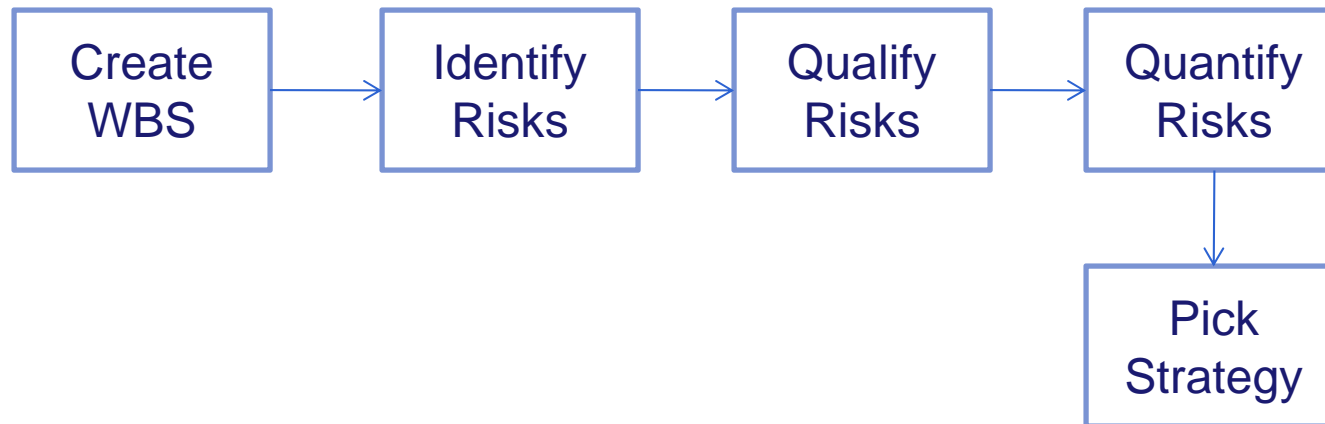 Create
WBS
Identify
Risks
Qualify
Risks
Quantify
Risks
Pick
Strategy